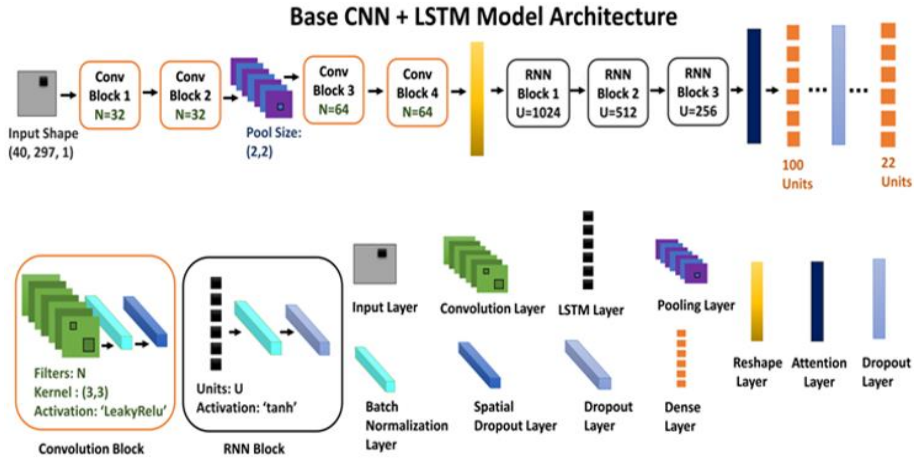 Base CNN + LSTM Model Architecture
Input Shape
(40, 297, 1)
Conv
Block 1
N=32
Conv
Block 2
N=32
Pool Size:
(2,2)
Conv
Block 3
N=64
Conv
Block 4
N=64
RNN
Block 1
U=1024
RNN
Block 2
U=512
RNN
Block 3
U=256
100
Units
22
Units
Filters: N
Kernel : (3,3)
Activation: 'LeakyRelu'
Convolution Block
Units: U
Activation: 'tanh'
RNN Block
Input Layer
Convolution Layer
LSTM Layer
Pooling Layer
Batch
Normalization
Layer
Spatial
Dropout Layer
Dropout
Layer
Dense
Layer
Reshape
Layer
Attention
Layer
Dropout
Layer